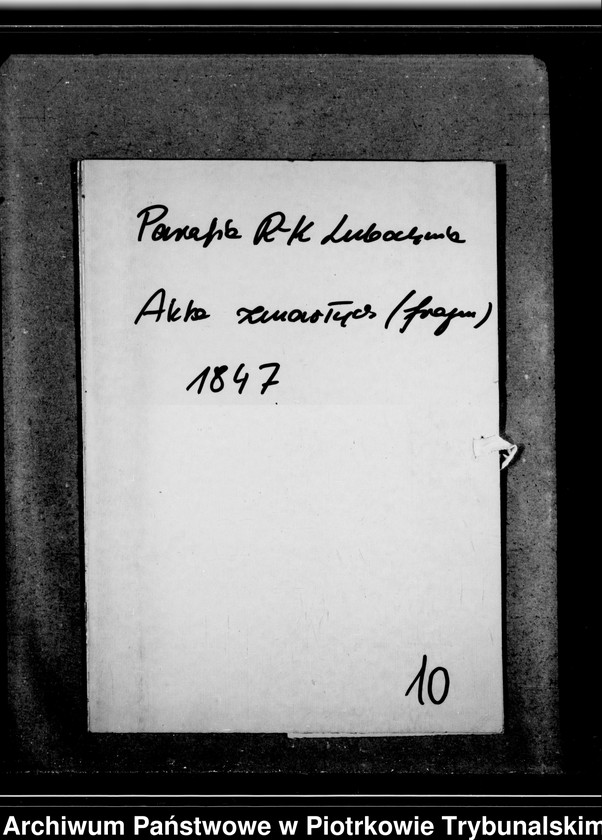 Parafia R-K Lubochnia
Akta zmarłych (fragm)
1847
10
Archiwum Państwowe w Piotrkowie Trybunalskim